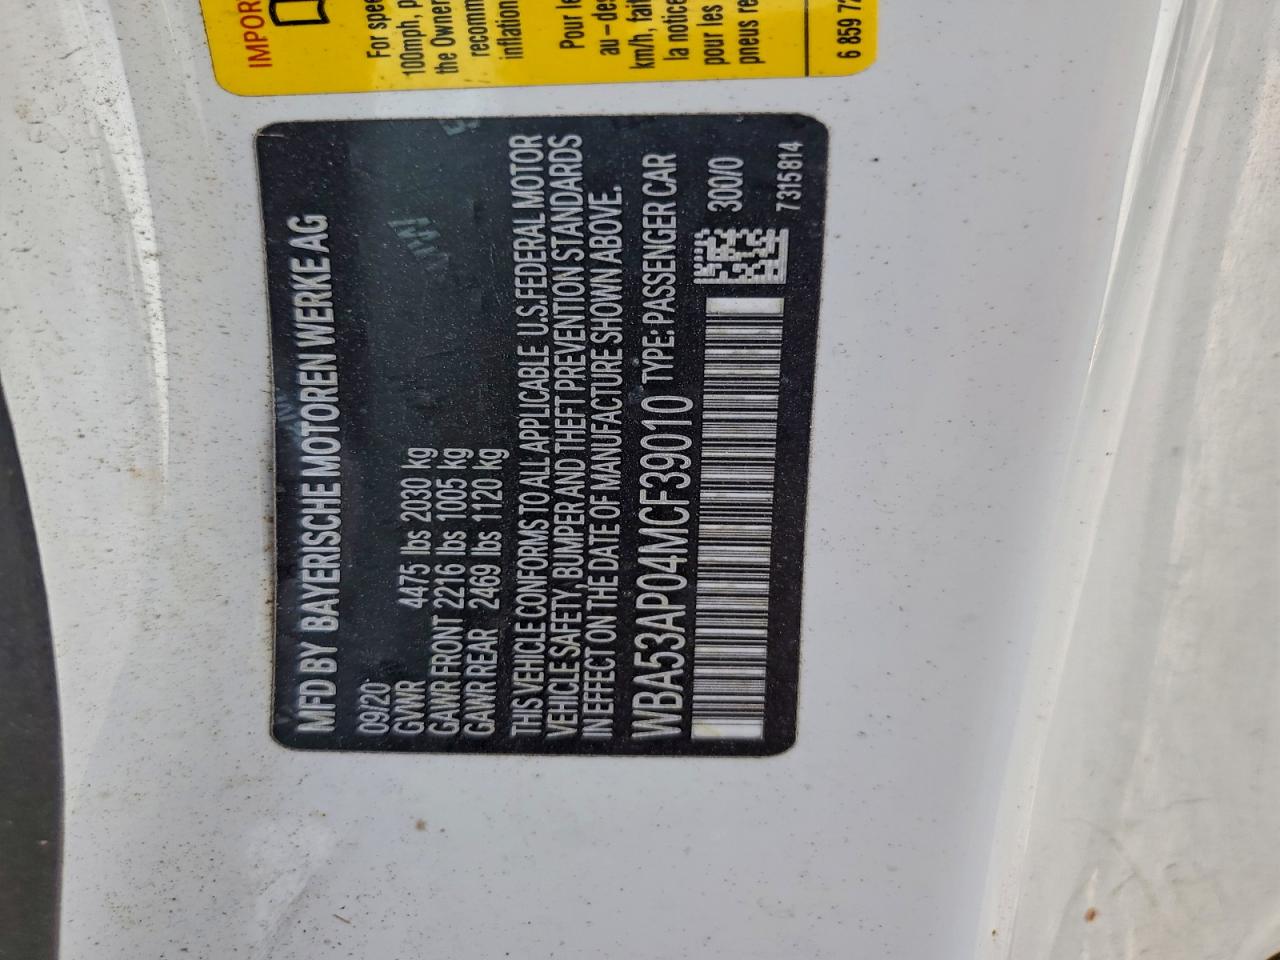 IMPOR
For spee
100mph, p
the Owner
recomm
inflation
Pour le
au-des
km/h, fait
la notice
pour les
pneus re
6 859 72
MFD BY BAYERISCHE MOTOREN WERKE AG
09/20
GVWR 4475 lbs 2030 kg
GAWR FRONT 2216 lbs 1005 kg
GAWR REAR 2469 lbs 1120 kg
THIS VEHICLE CONFORMS TO ALL APPLICABLE U.S.FEDERAL MOTOR
VEHICLE SAFETY, BUMPER AND THEFT PREVENTION STANDARDS
IN EFFECT ON THE DATE OF MANUFACTURE SHOWN ABOVE.
WBA53AP04MCF39010 TYPE: PASSENGER CAR
300/0
7315814